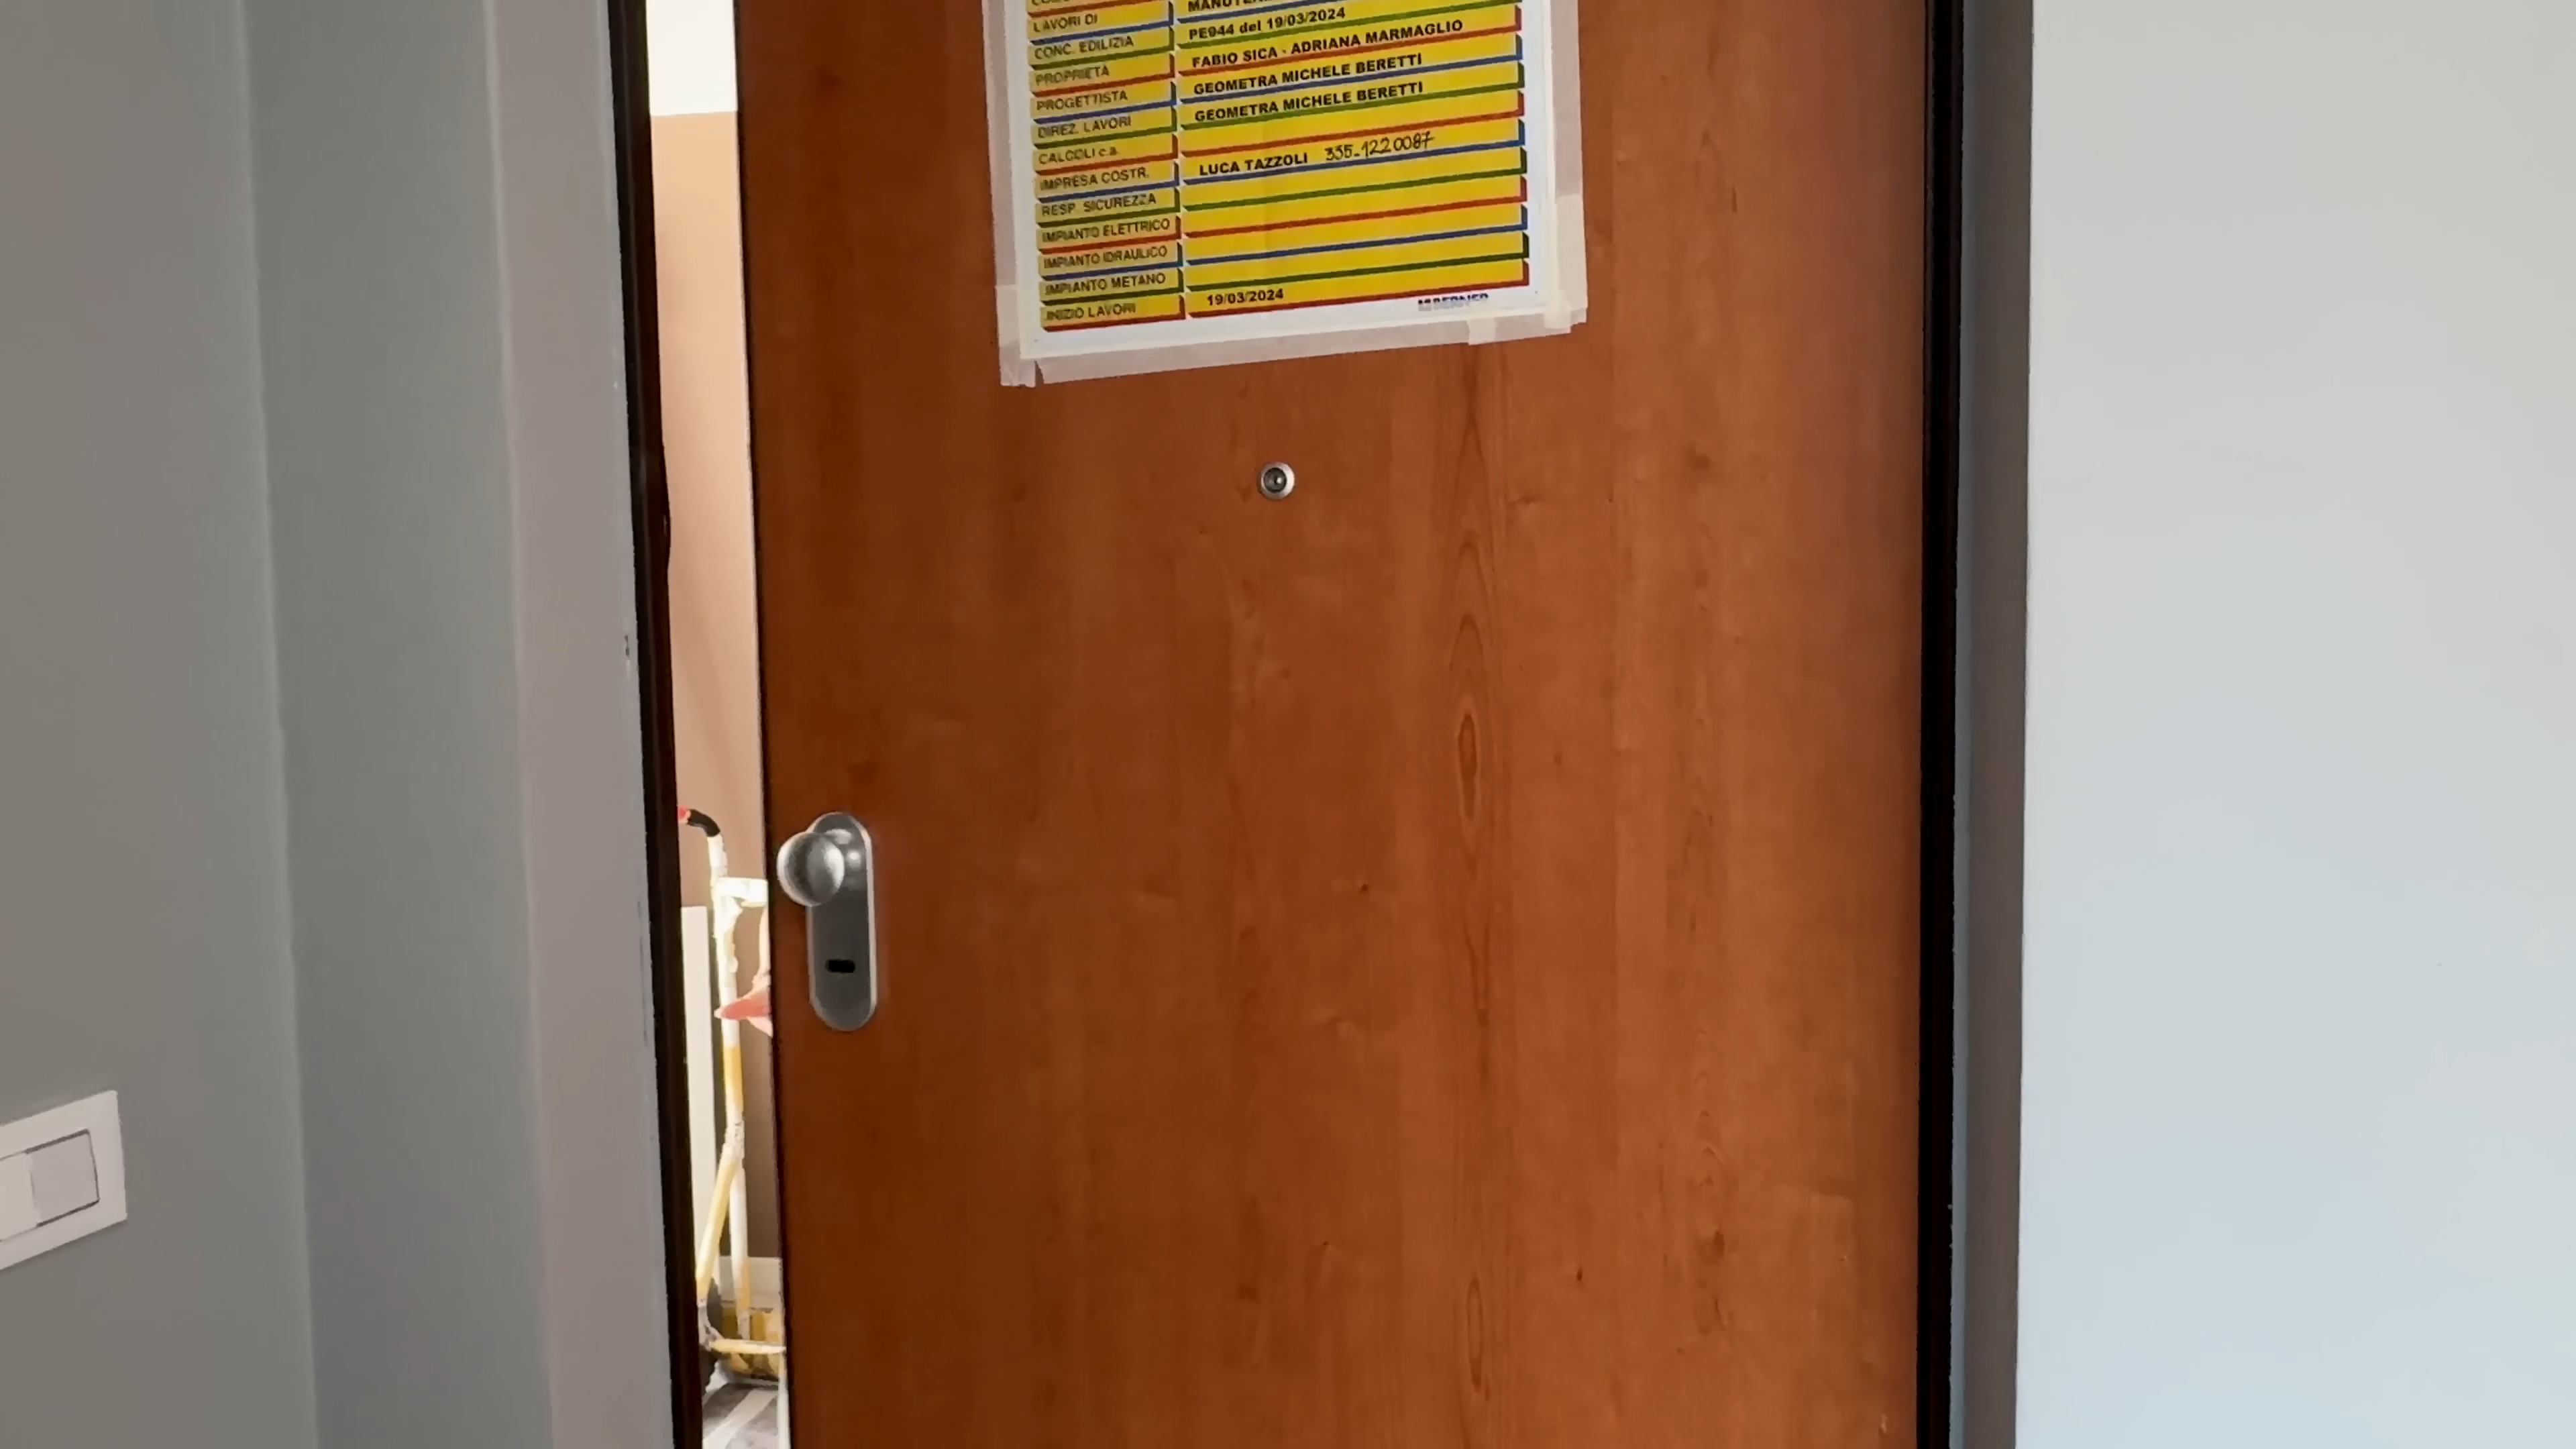 LAVORI DI
CONC. EDILIZIA PE944 del 19/03/2024
PROPRIETÀ FABIO SICA - ADRIANA MARMAGLIO
PROGETTISTA GEOMETRA MICHELE BERETTI
DIREZ. LAVORI GEOMETRA MICHELE BERETTI
CALCOLI c.a.
IMPRESA COSTR. LUCA TAZZOLI 335-1220087
RESP. SICUREZZA
IMPIANTO ELETTRICO
IMPIANTO IDRAULICO
IMPIANTO METANO
INIZIO LAVORI 19/03/2024
BERNER